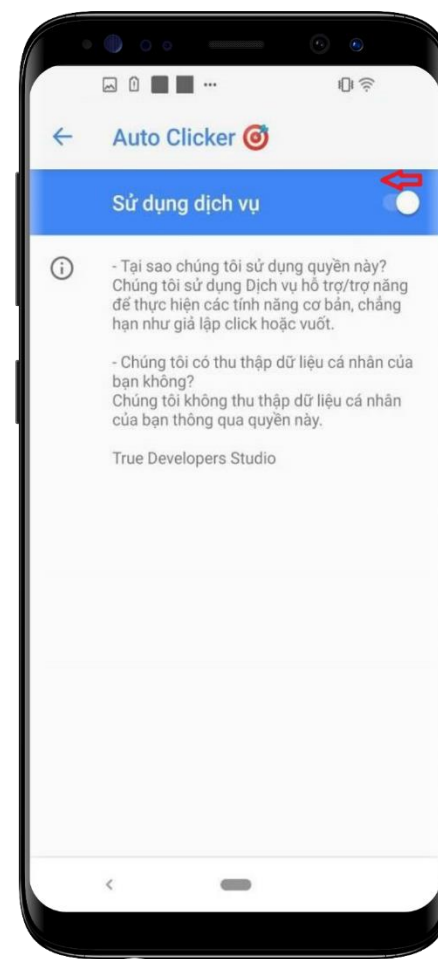 Auto Clicker
Sử dụng dịch vụ
- Tại sao chúng tôi sử dụng quyền này?
Chúng tôi sử dụng Dịch vụ hỗ trợ/trợ năng
để thực hiện các tính năng cơ bản, chẳng
hạn như giả lập click hoặc vuốt.
- Chúng tôi có thu thập dữ liệu cá nhân của
bạn không?
Chúng tôi không thu thập dữ liệu cá nhân
của bạn thông qua quyền này.
True Developers Studio